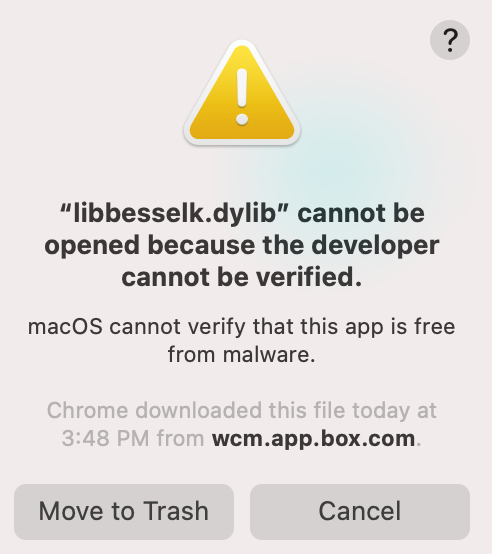 ?
“libbesselk.dylib” cannot be
opened because the developer
cannot be verified.
macOS cannot verify that this app is free
from malware.
Chrome downloaded this file today at
3:48 PM from wcm.app.box.com.
Move to Trash
Cancel